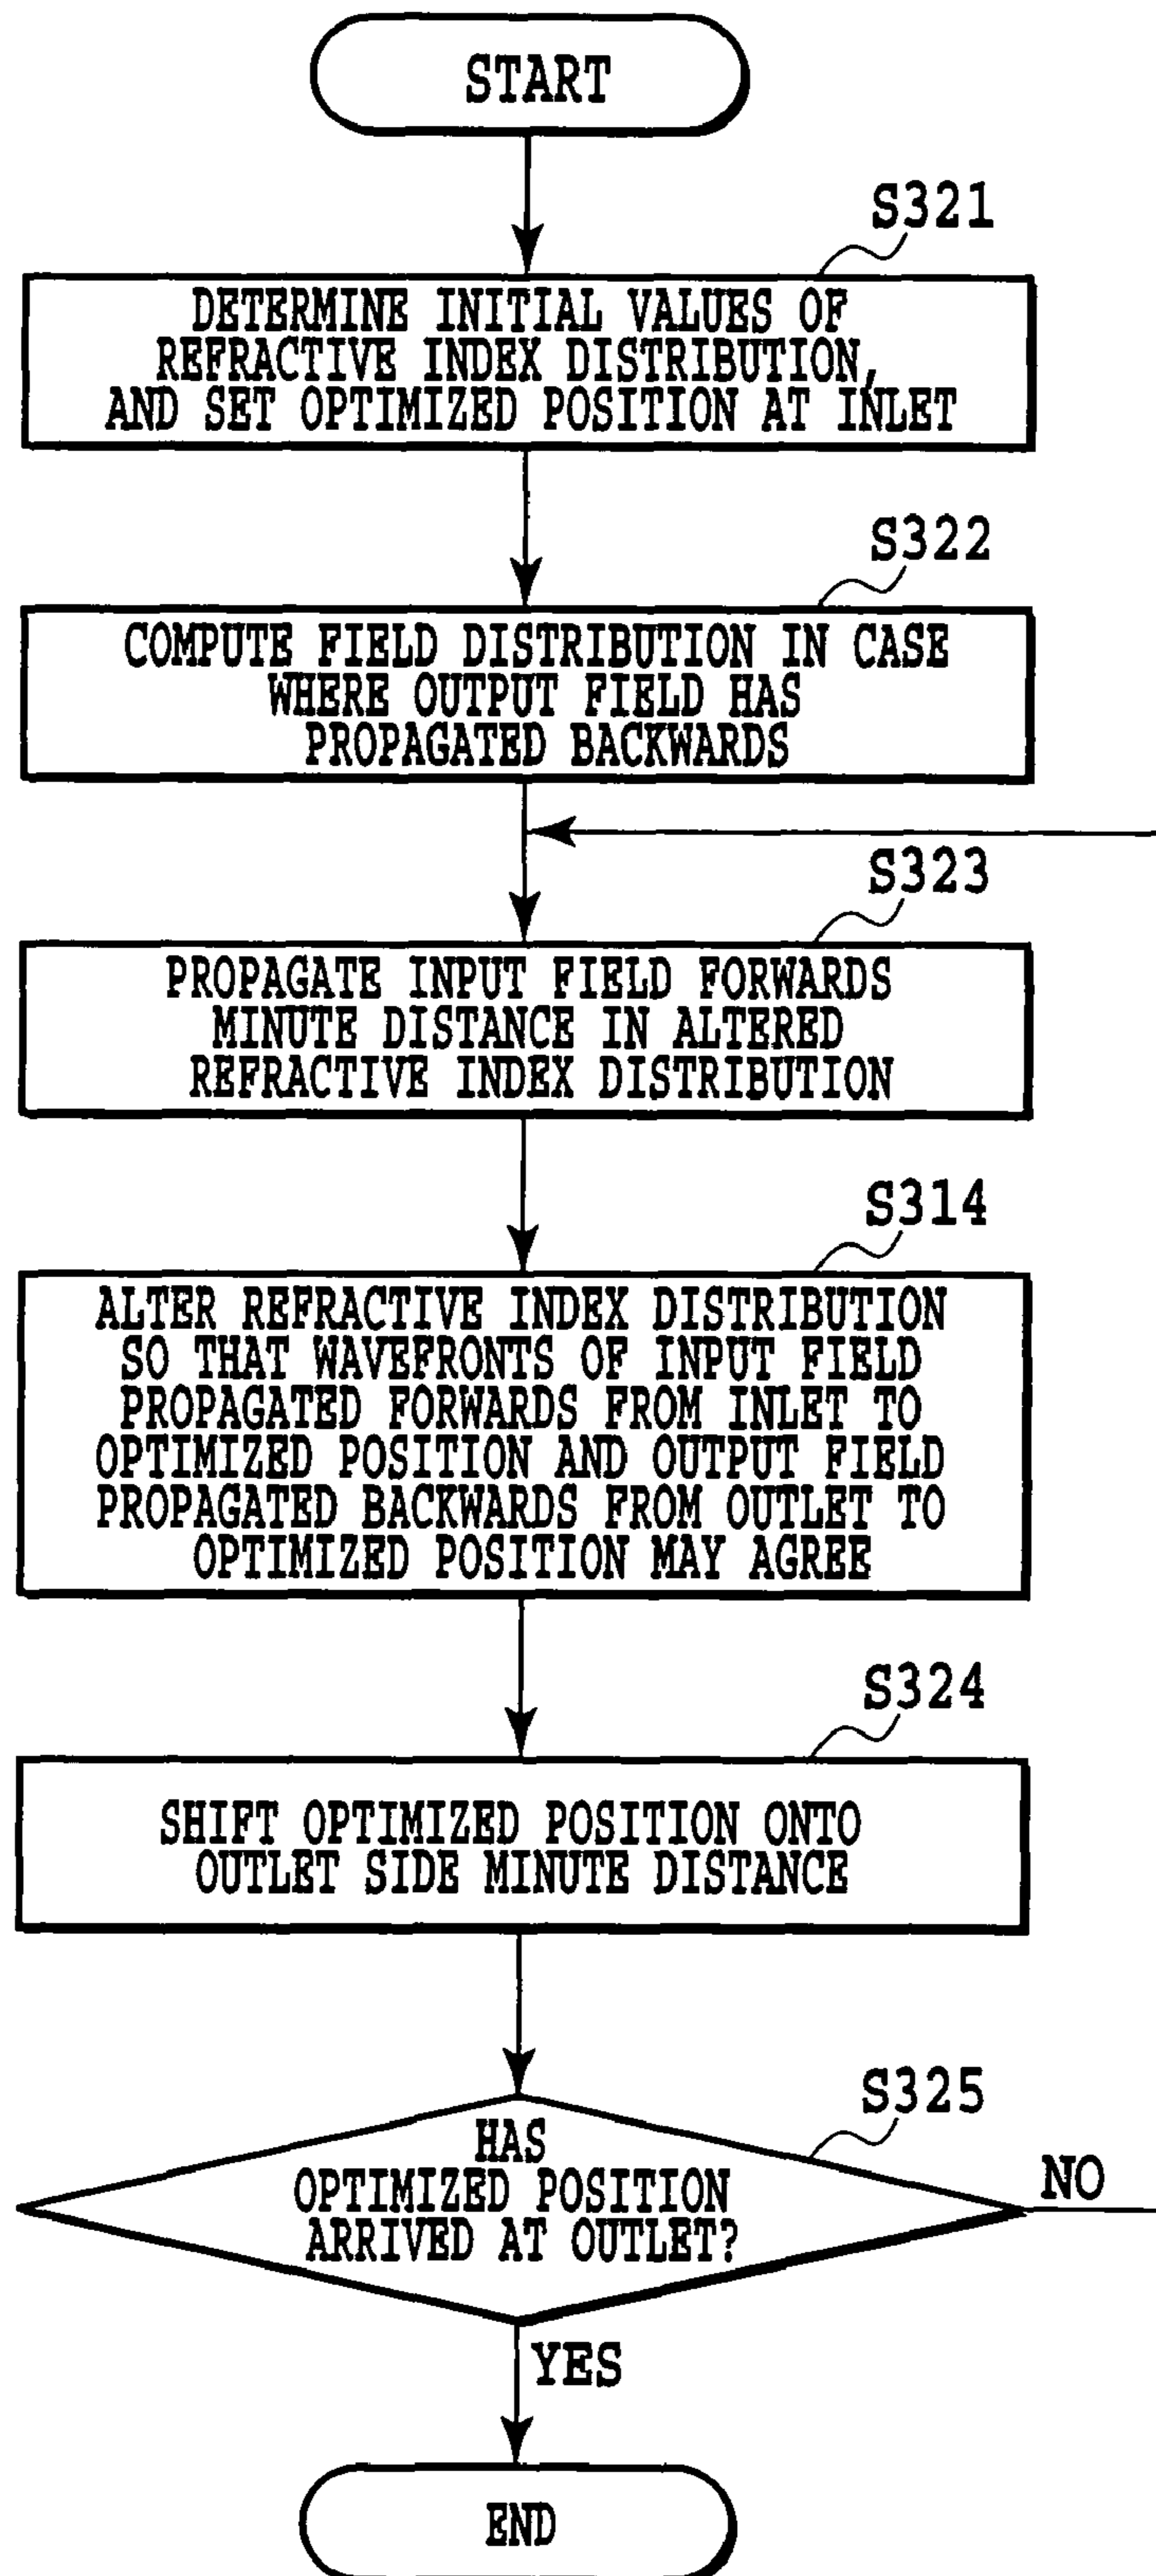 START
S321
DETERMINE INITIAL VALUES OF
REFRACTIVE INDEX DISTRIBUTION,
AND SET OPTIMIZED POSITION AT INLET
S322
COMPUTE FIELD DISTRIBUTION IN CASE
WHERE OUTPUT FIELD HAS
PROPAGATED BACKWARDS
S323
PROPAGATE INPUT FIELD FORWARDS
MINUTE DISTANCE IN ALTERED
REFRACTIVE INDEX DISTRIBUTION
S314
ALTER REFRACTIVE INDEX DISTRIBUTION
SO THAT WAVEFRONTS OF INPUT FIELD
PROPAGATED FORWARDS FROM INLET TO
OPTIMIZED POSITION AND OUTPUT FIELD
PROPAGATED BACKWARDS FROM OUTLET TO
OPTIMIZED POSITION MAY AGREE
S324
SHIFT OPTIMIZED POSITION ONTO
OUTLET SIDE MINUTE DISTANCE
S325
HAS
OPTIMIZED POSITION
ARRIVED AT OUTLET?
NO
YES
END